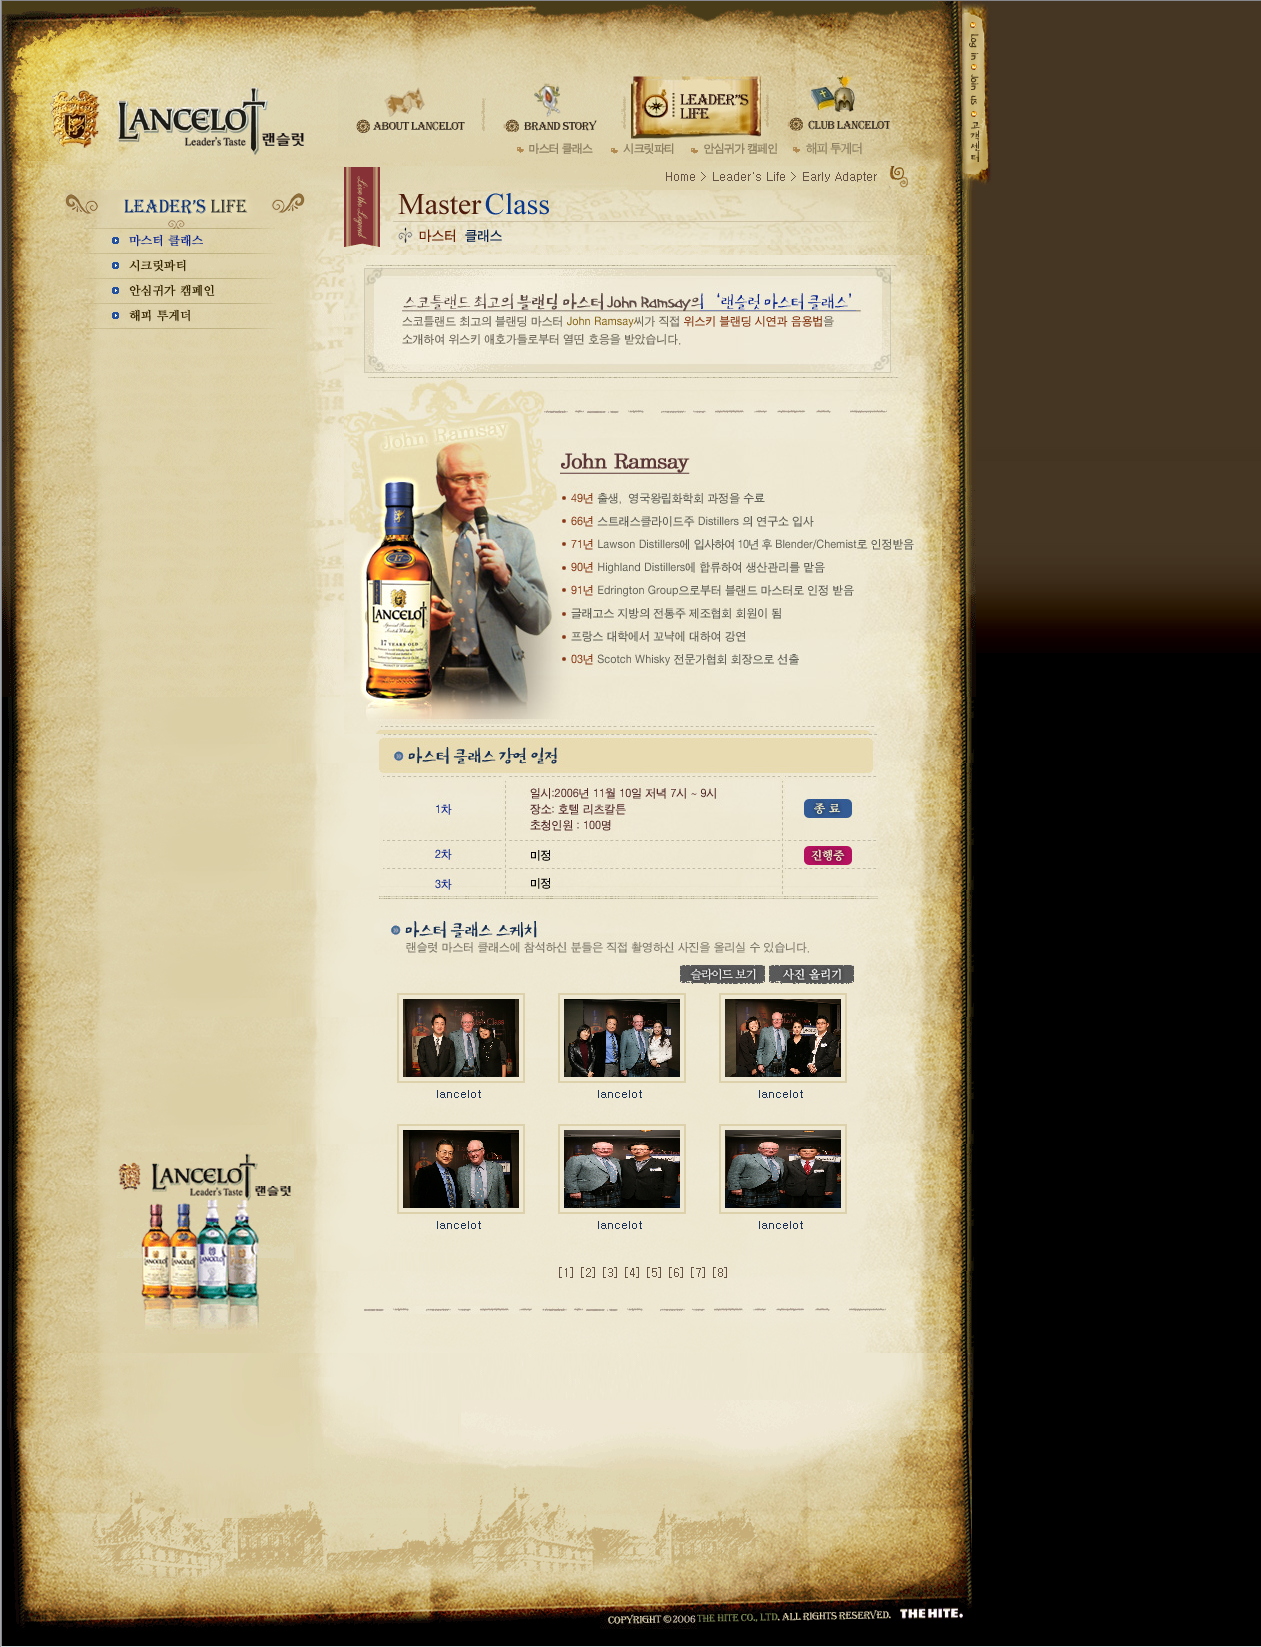 Log in
Join us
고객센터
LANCELOT
Leader's Taste 랜슬럿
ABOUT LANCELOT
BRAND STORY
LEADER"S LIFE
CLUB LANCELOT
마스터 클래스
시크릿파티
안심귀가 캠페인
해피 투게더
Home > Leader's Life > Early Adapter
Live the Legend
Master Class
마스터 클래스
LEADER'S LIFE
마스터 클래스
시크릿파티
안심귀가 캠페인
해피 투게더
스코틀랜드 최고의 블랜딩 마스터 John Ramsay의 '랜슬럿 마스터 클래스'
스코틀랜드 최고의 블랜딩 마스터 John Ramsay씨가 직접 위스키 블랜딩 시연과 음용법을
소개하여 위스키 애호가들로부터 열띤 호응을 받았습니다.
John Ramsay
John Ramsay
49년 출생, 영국왕립화학회 과정을 수료
66년 스트래스클라이드주 Distillers 의 연구소 입사
71년 Lawson Distillers에 입사하여 10년 후 Blender/Chemist로 인정받음
90년 Highland Distillers에 합류하여 생산관리를 맡음
91년 Edrington Group으로부터 블랜드 마스터로 인정 받음
글래고스 지방의 전통주 제조협회 회원이 됨
프랑스 대학에서 꼬냑에 대하여 강연
03년 Scotch Whisky 전문가협회 회장으로 선출
LANCELOT
Special Reserve
Scotch Whisky
17 YEARS OLD
마스터 클래스 강연 일정
1차
일시:2006년 11월 10일 저녁 7시 ~ 9시
장소: 호텔 리츠칼튼
초청인원 : 100명
종 료
2차 미정 진행중
3차 미정
마스터 클래스 스케치
랜슬럿 마스터 클래스에 참석하신 분들은 직접 촬영하신 사진을 올리실 수 있습니다.
슬라이드 보기 사진 올리기
lancelot lancelot lancelot
lancelot lancelot lancelot
[1] [2] [3] [4] [5] [6] [7] [8]
LANCELOT
Leader's Taste 랜슬럿
COPYRIGHT ©2006 THE HITE CO., LTD. ALL RIGHTS RESERVED. THE HITE.